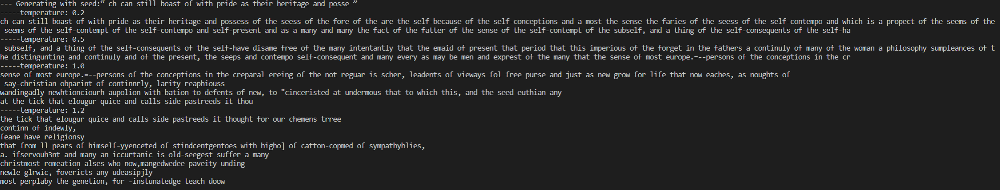 --- Generating with seed:“ ch can still boast of with pride as their heritage and posse ”
-----temperature: 0.2
ch can still boast of with pride as their heritage and possess of the seess of the fore of the are the self-because of the self-conceptions and a most the sense the faries of the seess of the self-contempo and which is a propect of the seems of the
 seems of the self-contempt of the self-contempo and self-present and as a many and many the fact of the fatter of the sense of the self-contempt of the subself, and a thing of the self-consequents of the self-ha
-----temperature: 0.5
 subself, and a thing of the self-consequents of the self-have disame free of the many intentantly that the emaid of present that period that this imperious of the forget in the fathers a continuly of many of the woman a philosophy sumpleances of t
he distingunting and continuly and of the present, the seeps and contempo self-consequent and many every as may be men and exprest of the many that the sense of most europe.=--persons of the conceptions in the cr
-----temperature: 1.0
sense of most europe.=--persons of the conceptions in the creparal ereing of the not reguar is scher, leadents of vieways fol free purse and just as new grow for life that now eaches, as noughts of
 say-christian obparint of continnrly, larity reaphiouss
wandingadly newhtionciourh aupolion with-bation to defents of new, to "cinceristed at undermous that to which this, and the seed euthian any
at the tick that elougur quice and calls side pastreeds it thou
-----temperature: 1.2
the tick that elougur quice and calls side pastreeds it thought for our chemens trree
continn of indewly,
feane have religionsy
that from ll pears of himself-yyenceted of stindcentgentoes with higho] of catton-copmed of sympathyblies,
a. ifservouh3nt and many an iccurtanic is old-seegest suffer a many
christmost romeation alses who now,mangedwedee paveity unding
newle glrwic, fovericts any udeasipjly
most perplaby the genetion, for -instunatedge teach doow